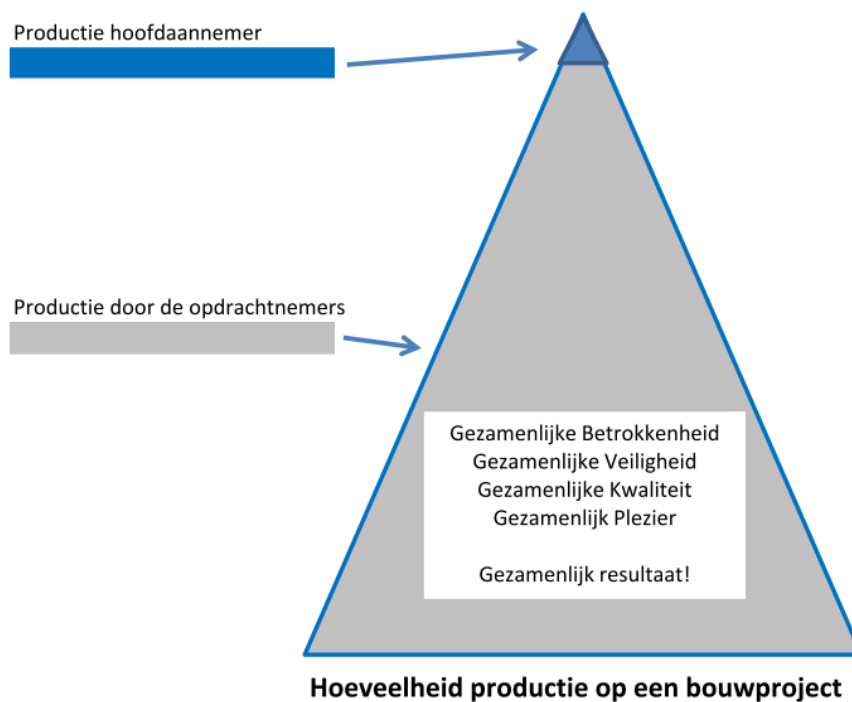 Productie hoofdaannemer
Productie door de opdrachtnemers
Gezamenlijke Betrokkenheid
Gezamenlijke Veiligheid
Gezamenlijke Kwaliteit
Gezamenlijk Plezier
Gezamenlijk resultaat!
Hoeveelheid productie op een bouwproject